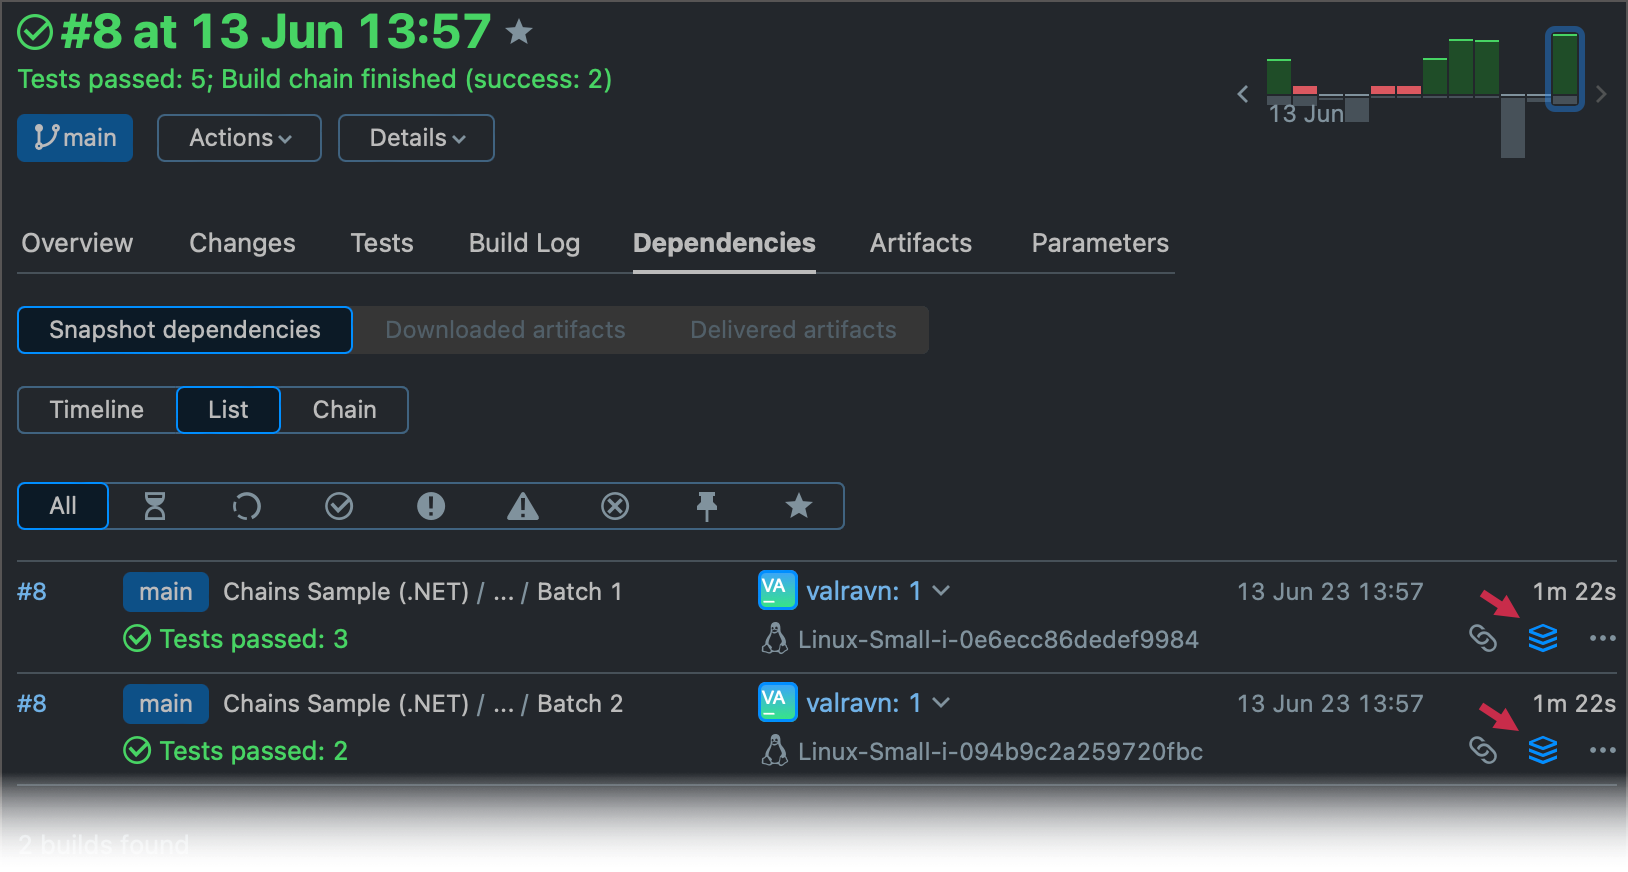 #8 at 13 Jun 13:57
Tests passed: 5; Build chain finished (success: 2)
main Actions Details
13 Jun
Overview Changes Tests Build Log Dependencies Artifacts Parameters
Snapshot dependencies Downloaded artifacts Delivered artifacts
Timeline List Chain
All
#8 main Chains Sample (.NET) / ... / Batch 1 VA valravn: 1 13 Jun 23 13:57 1m 22s
Tests passed: 3 Linux-Small-i-0e6ecc86dedef9984
#8 main Chains Sample (.NET) / ... / Batch 2 VA valravn: 1 13 Jun 23 13:57 1m 22s
Tests passed: 2 Linux-Small-i-094b9c2a259720fbc
2 builds found